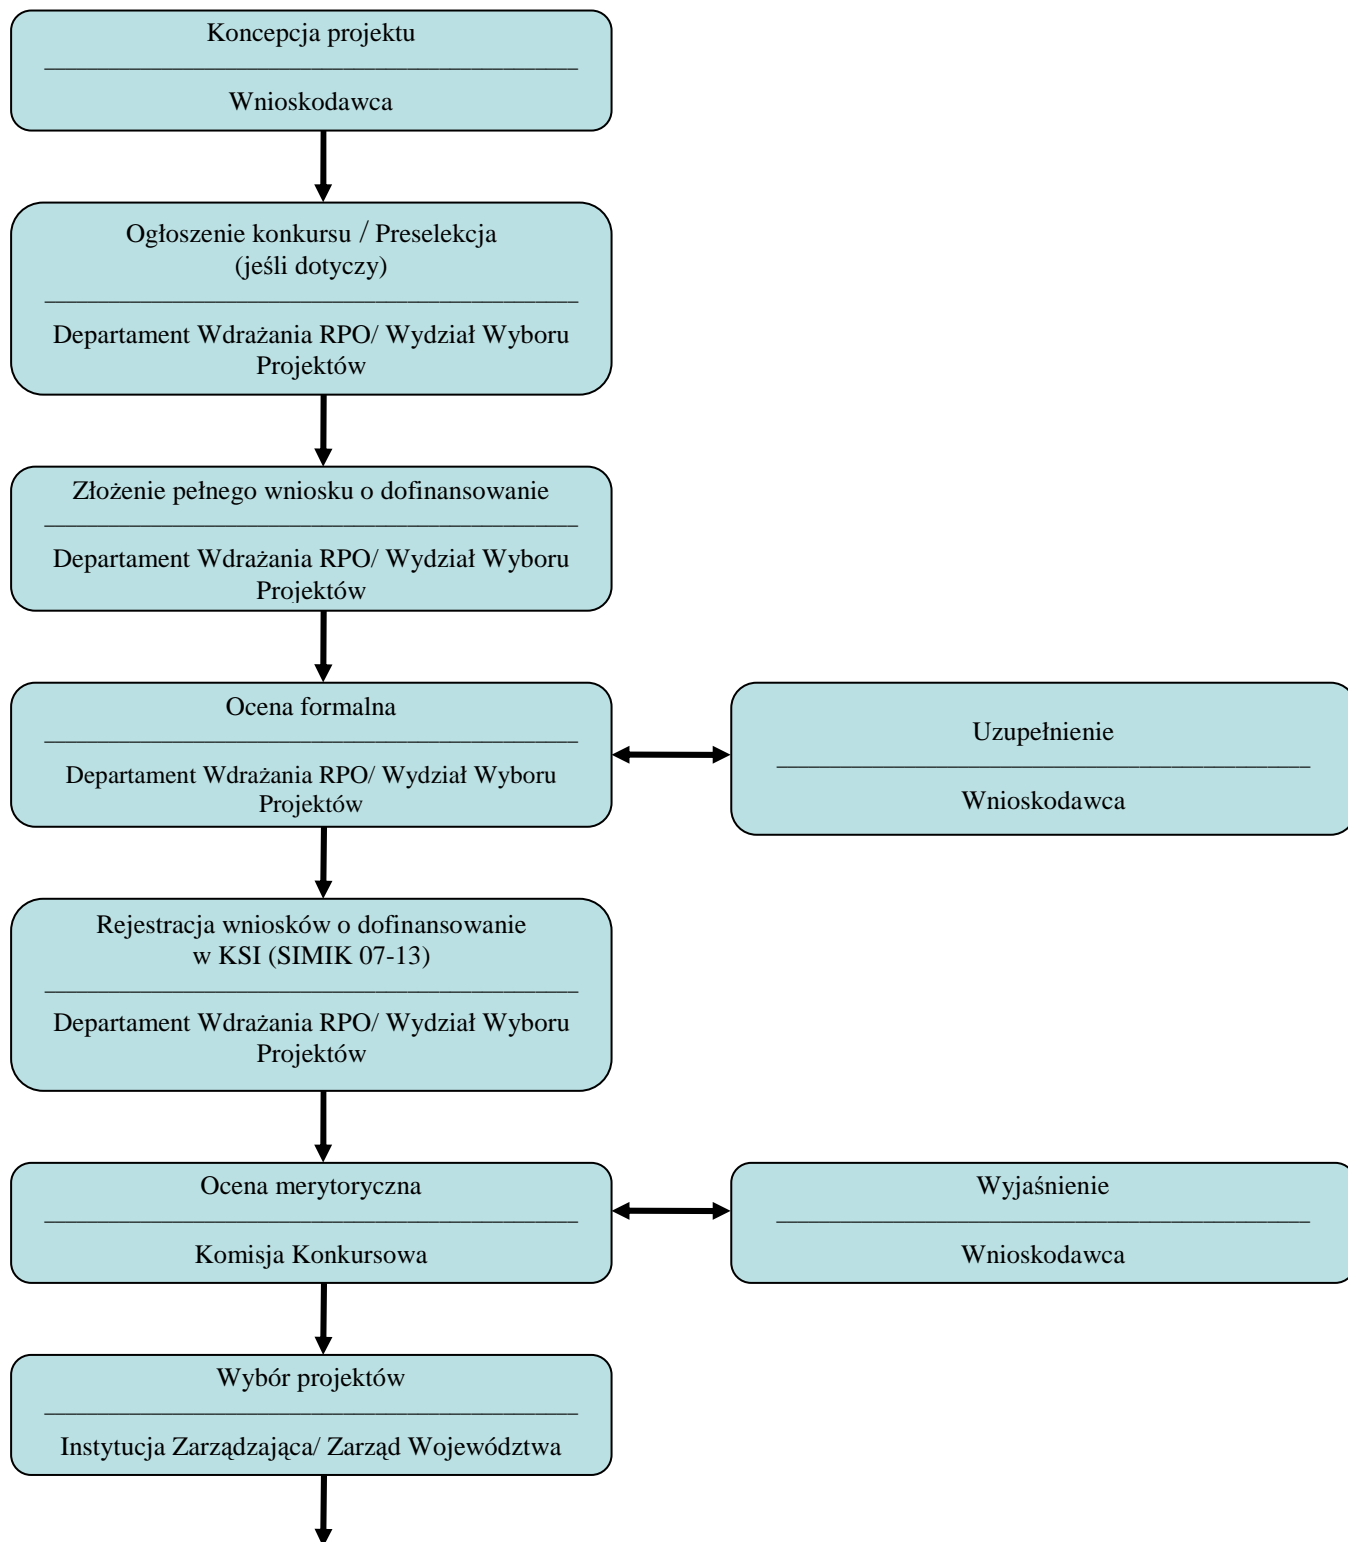 Koncepcja projektu
Wnioskodawca
Ogłoszenie konkursu / Preselekcja
(jeśli dotyczy)
Departament Wdrażania RPO/ Wydział Wyboru
Projektów
Złożenie pełnego wniosku o dofinansowanie
Departament Wdrażania RPO/ Wydział Wyboru
Projektów
Ocena formalna
Departament Wdrażania RPO/ Wydział Wyboru
Projektów
Uzupełnienie
Wnioskodawca
Rejestracja wniosków o dofinansowanie
w KSI (SIMIK 07-13)
Departament Wdrażania RPO/ Wydział Wyboru
Projektów
Ocena merytoryczna
Komisja Konkursowa
Wyjaśnienie
Wnioskodawca
Wybór projektów
Instytucja Zarządzająca/ Zarząd Województwa